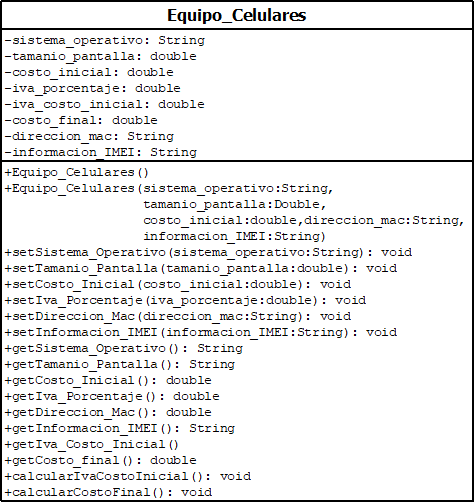 Equipo_Celulares
-sistema_operativo: String
-tamanio_pantalla: double
-costo_inicial: double
-iva_porcentaje: double
-iva_costo_inicial: double
-costo_final: double
-direccion_mac: String
-informacion_IMEI: String
+Equipo_Celulares()
+Equipo_Celulares(sistema_operativo:String,
tamanio_pantalla:Double,
costo_inicial:double,direccion_mac:String,
informacion_IMEI:String)
+setSistema_Operativo(sistema_operativo:String): void
+setTamanio_Pantalla(tamanio_pantalla:double): void
+setCosto_Inicial(costo_inicial:double): void
+setIva_Porcentaje(iva_porcentaje:double): void
+setDireccion_Mac(direccion_mac:String): void
+setInformacion_IMEI(informacion_IMEI:String): void
+getSistema_Operativo(): String
+getTamanio_Pantalla(): String
+getCosto_Inicial(): double
+getIva_Porcentaje(): double
+getDireccion_Mac(): double
+getInformacion_IMEI(): String
+getIva_Costo_Inicial()
+getCosto_final(): double
+calcularIvaCostoInicial(): void
+calcularCostoFinal(): void